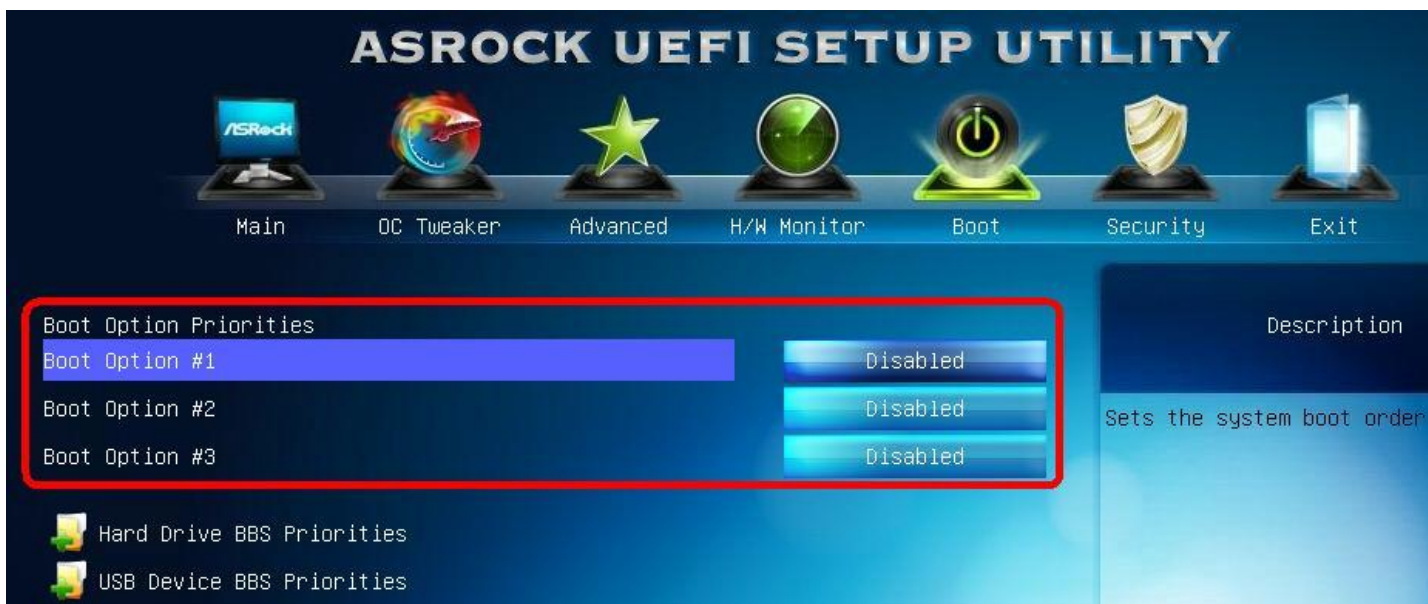 ASROCK UEFI SETUP UTILITY
ASRock
Main OC Tweaker Advanced H/W Monitor Boot Security Exit
Boot Option Priorities
Boot Option #1 Disabled
Boot Option #2 Disabled
Boot Option #3 Disabled
Hard Drive BBS Priorities
USB Device BBS Priorities
Description
Sets the system boot order